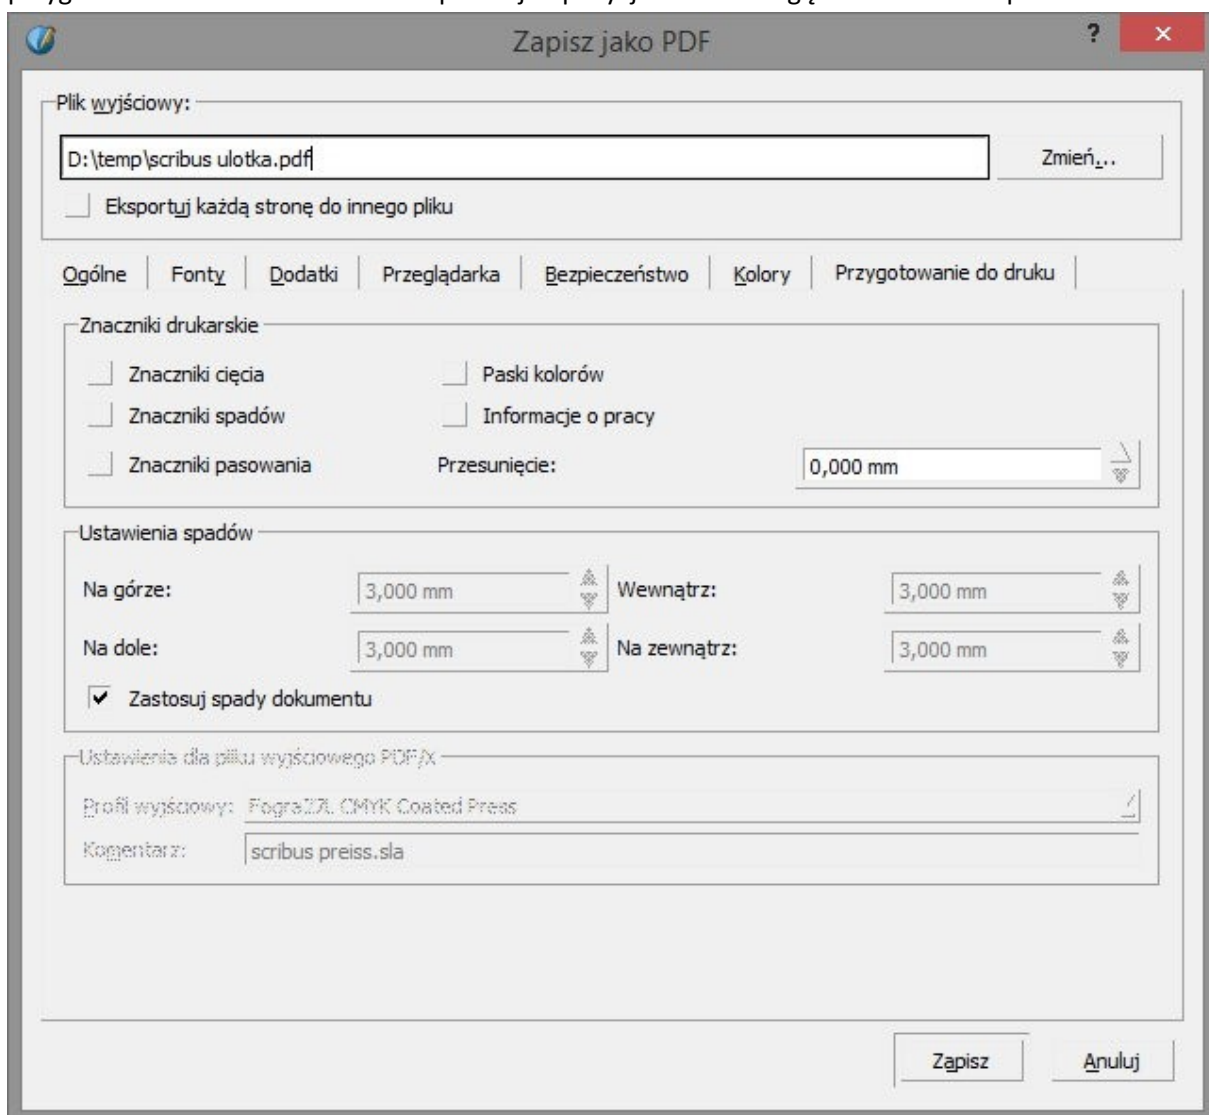 Zapisz jako PDF
?
Plik wyjściowy:
D:\temp\scribus ulotka.pdf
Zmień...
Eksportuj każdą stronę do innego pliku
Ogólne Fonty Dodatki Przeglądarka Bezpieczeństwo Kolory Przygotowanie do druku
Znaczniki drukarskie
Znaczniki cięcia Paski kolorów
Znaczniki spadów Informacje o pracy
Znaczniki pasowania Przesunięcie: 0,000 mm
Ustawienia spadów
Na górze: 3,000 mm Wewnątrz: 3,000 mm
Na dole: 3,000 mm Na zewnątrz: 3,000 mm
Zastosuj spady dokumentu
Ustawienia dla pliku wyjściowego PDF/X
Profil wyjściowy: Fogra27L CMYK Coated Press
Komentarz: scribus preiss.sla
Zapisz Anuluj